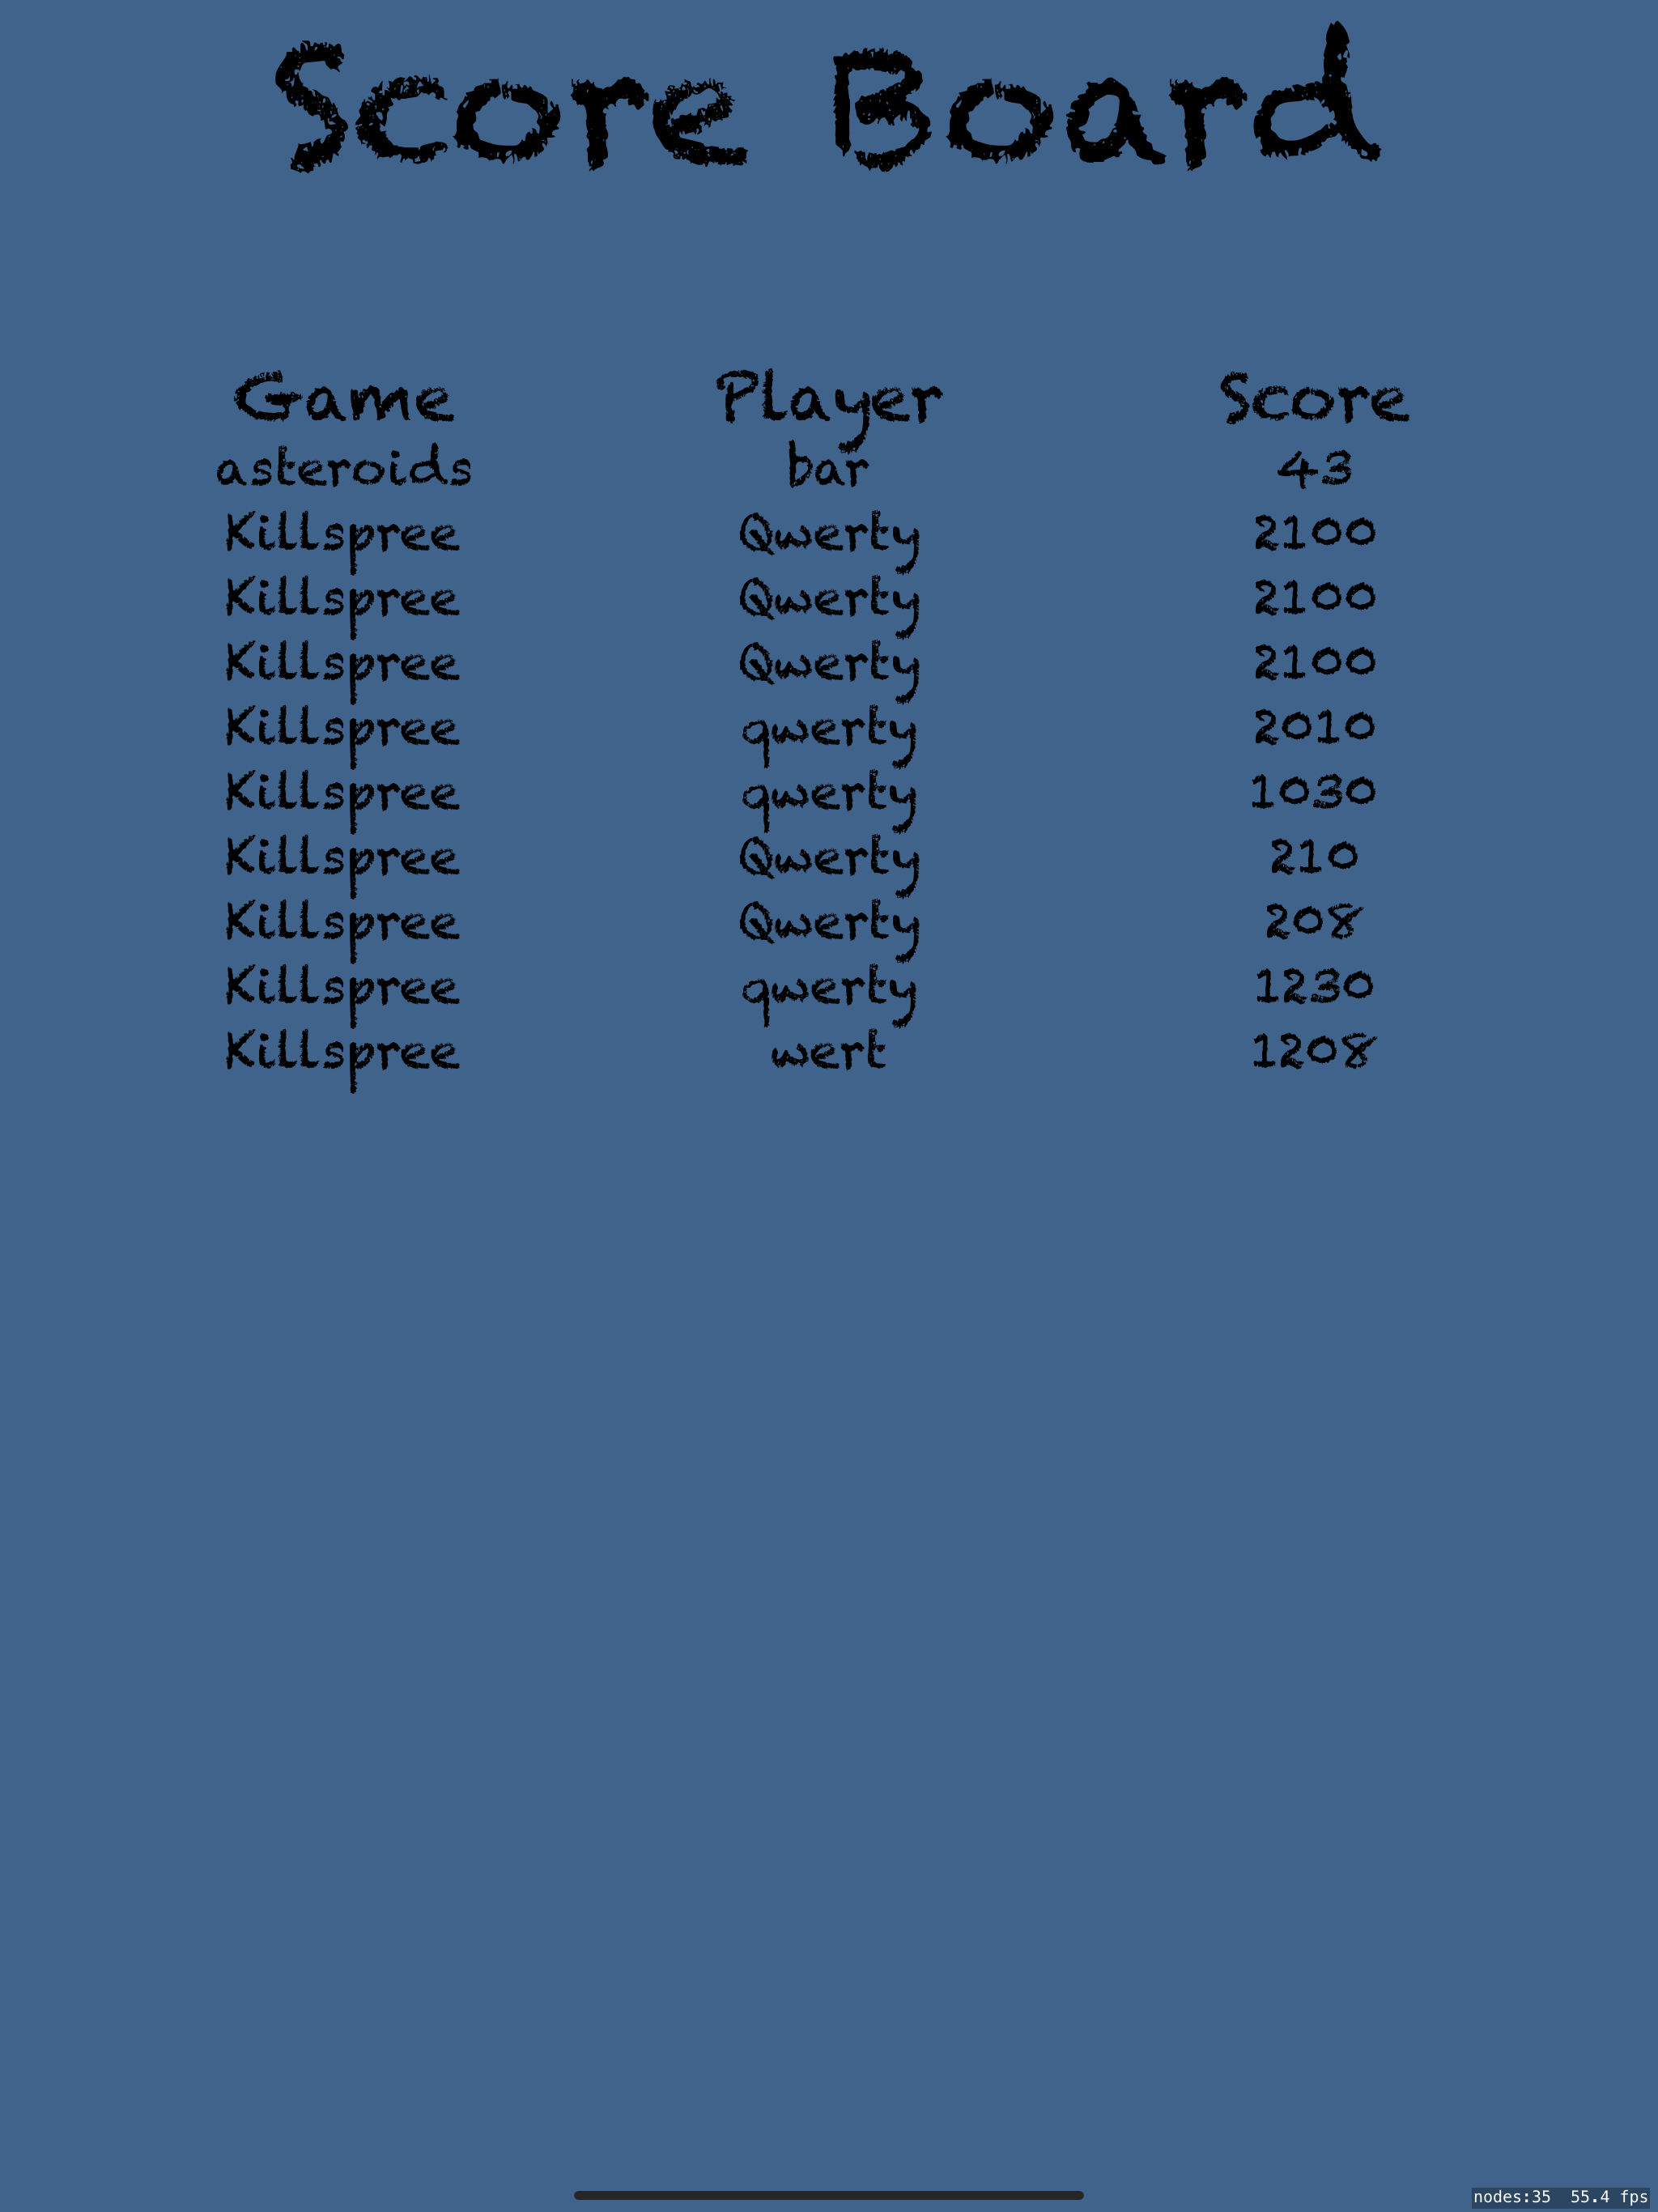 Score Board
Game Player Score
asteroids bar 43
Killspree Qwerty 2100
Killspree Qwerty 2100
Killspree Qwerty 2100
Killspree qwerty 2010
Killspree qwerty 1030
Killspree Qwerty 210
Killspree Qwerty 208
Killspree qwerty 1230
Killspree wert 1208
nodes:35 55.4 fps